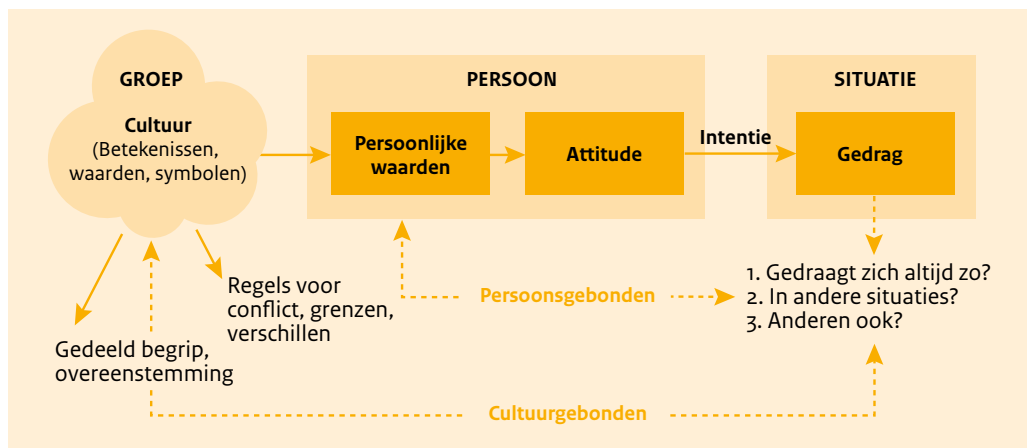 GROEP
Cultuur
(Betekenissen,
waarden, symbolen)
PERSOON
Persoonlijke
waarden
Attitude
Intentie
SITUATIE
Gedrag
Regels voor
conflict, grenzen,
verschillen
Gedeeld begrip,
overeenstemming
Persoonsgebonden
1. Gedraagt zich altijd zo?
2. In andere situaties?
3. Anderen ook?
Cultuurgebonden